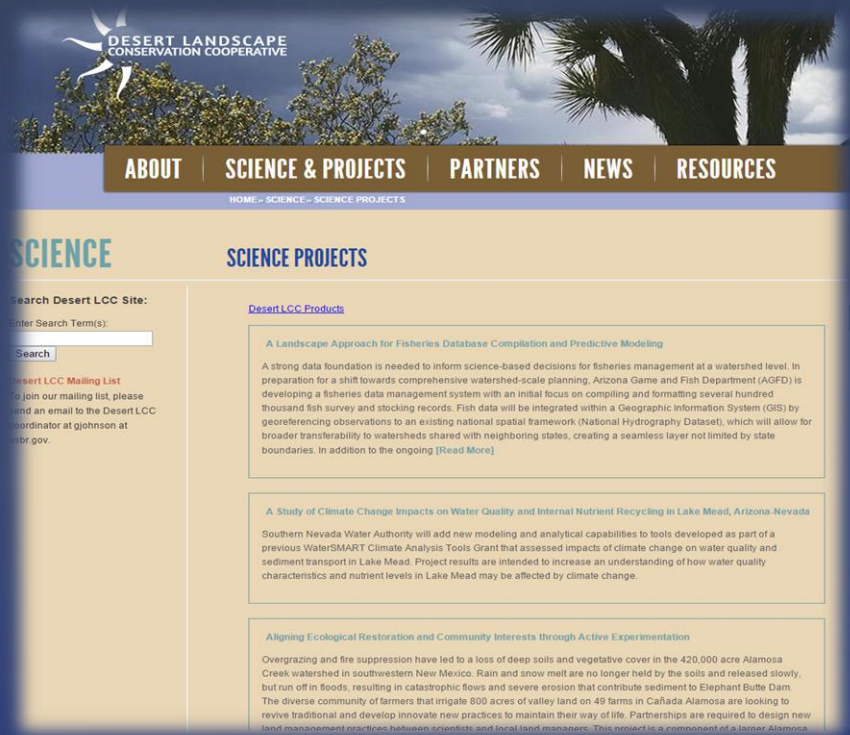 DESERT LANDSCAPE
CONSERVATION COOPERATIVE
ABOUT
SCIENCE & PROJECTS
PARTNERS
NEWS
RESOURCES
HOME » SCIENCE » SCIENCE PROJECTS
SCIENCE
Search Desert LCC Site:
Enter Search Term(s):
Search
Desert LCC Mailing List
To join our mailing list, please
send an email to the Desert LCC
coordinator at gjohnson at
usbr.gov.
SCIENCE PROJECTS
Desert LCC Products
A Landscape Approach for Fisheries Database Compilation and Predictive Modeling
A strong data foundation is needed to inform science-based decisions for fisheries management at a watershed level. In
preparation for a shift towards comprehensive watershed-scale planning, Arizona Game and Fish Department (AGFD) is
developing a fisheries data management system with an initial focus on compiling and formatting several hundred
thousand fish survey and stocking records. Fish data will be integrated within a Geographic Information System (GIS) by
georeferencing observations to an existing national spatial framework (National Hydrography Dataset), which will allow for
broader transferability to watersheds shared with neighboring states, creating a seamless layer not limited by state
boundaries. In addition to the ongoing [Read More]
A Study of Climate Change Impacts on Water Quality and Internal Nutrient Recycling in Lake Mead, Arizona-Nevada
Southern Nevada Water Authority will add new modeling and analytical capabilities to tools developed as part of a
previous WaterSMART Climate Analysis Tools Grant that assessed impacts of climate change on water quality and
sediment transport in Lake Mead. Project results are intended to increase an understanding of how water quality
characteristics and nutrient levels in Lake Mead may be affected by climate change.
Aligning Ecological Restoration and Community Interests through Active Experimentation
Overgrazing and fire suppression have led to a loss of deep soils and vegetative cover in the 420,000 acre Alamosa
Creek watershed in southwestern New Mexico. Rain and snow melt are no longer held by the soils and released slowly,
but run off in floods, resulting in catastrophic flows and severe erosion that contribute sediment to Elephant Butte Dam.
The diverse community of farmers that irrigate 800 acres of valley land on 49 farms in Cañada Alamosa are looking to
revive traditional and develop innovate new practices to maintain their way of life. Partnerships are required to design new
land management practices between scientists and local land managers. This project is a component of a larger Alamosa